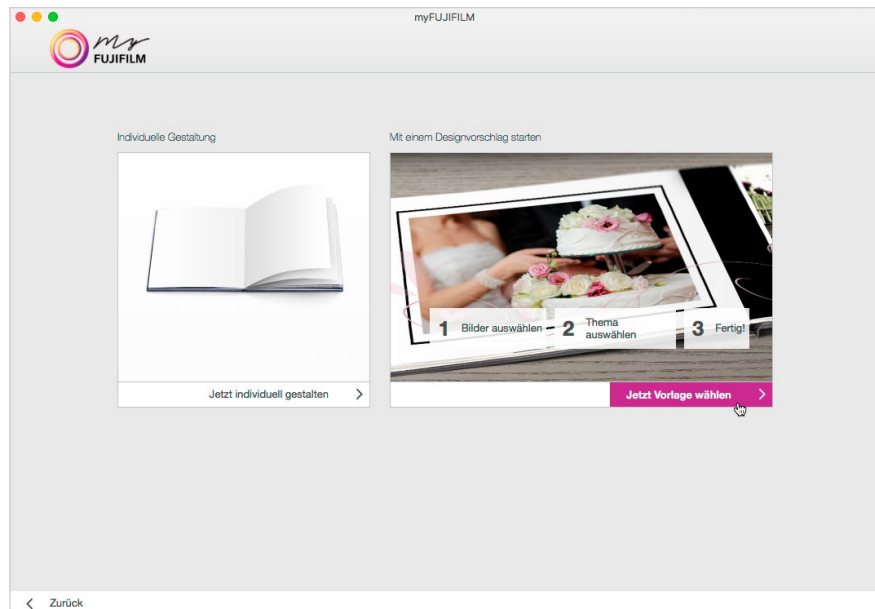 myFUJIFILM
my
FUJIFILM
Individuelle Gestaltung
Mit einem Designvorschlag starten
1 Bilder auswählen
2 Thema
auswählen
3 Fertig!
Jetzt individuell gestalten
Jetzt Vorlage wählen
Zurück